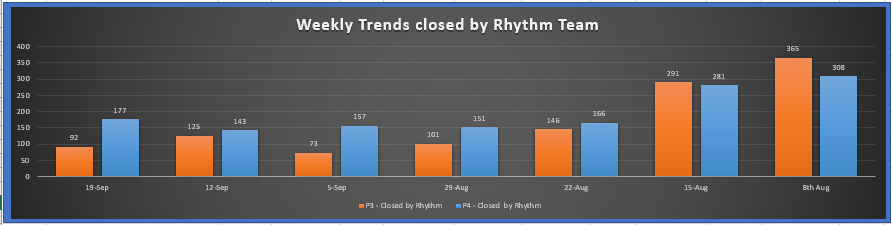 Weekly Trends closed by Rhythm Team
400
350
300
250
200
150
100
50
0
92
177
125
143
73
157
101
151
146
166
291
281
365
308
19-Sep
12-Sep
5-Sep
29-Aug
22-Aug
15-Aug
8th Aug
P3 - Closed by Rhythm
P4 - Closed by Rhythm